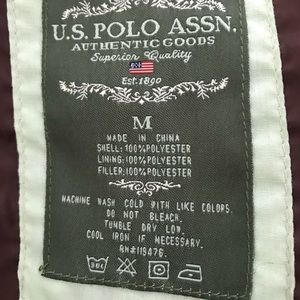 U.S. POLO ASSN.
AUTHENTIC GOODS
Superior Quality
Est. 1890
M
MADE IN CHINA
SHELL: 100% POLYESTER
LINING: 100% POLYESTER
FILLER: 100% POLYESTER
MACHINE WASH COLD WITH LIKE COLORS.
DO NOT BLEACH.
TUMBLE DRY LOW.
COOL IRON IF NECESSARY.
RN#119476.